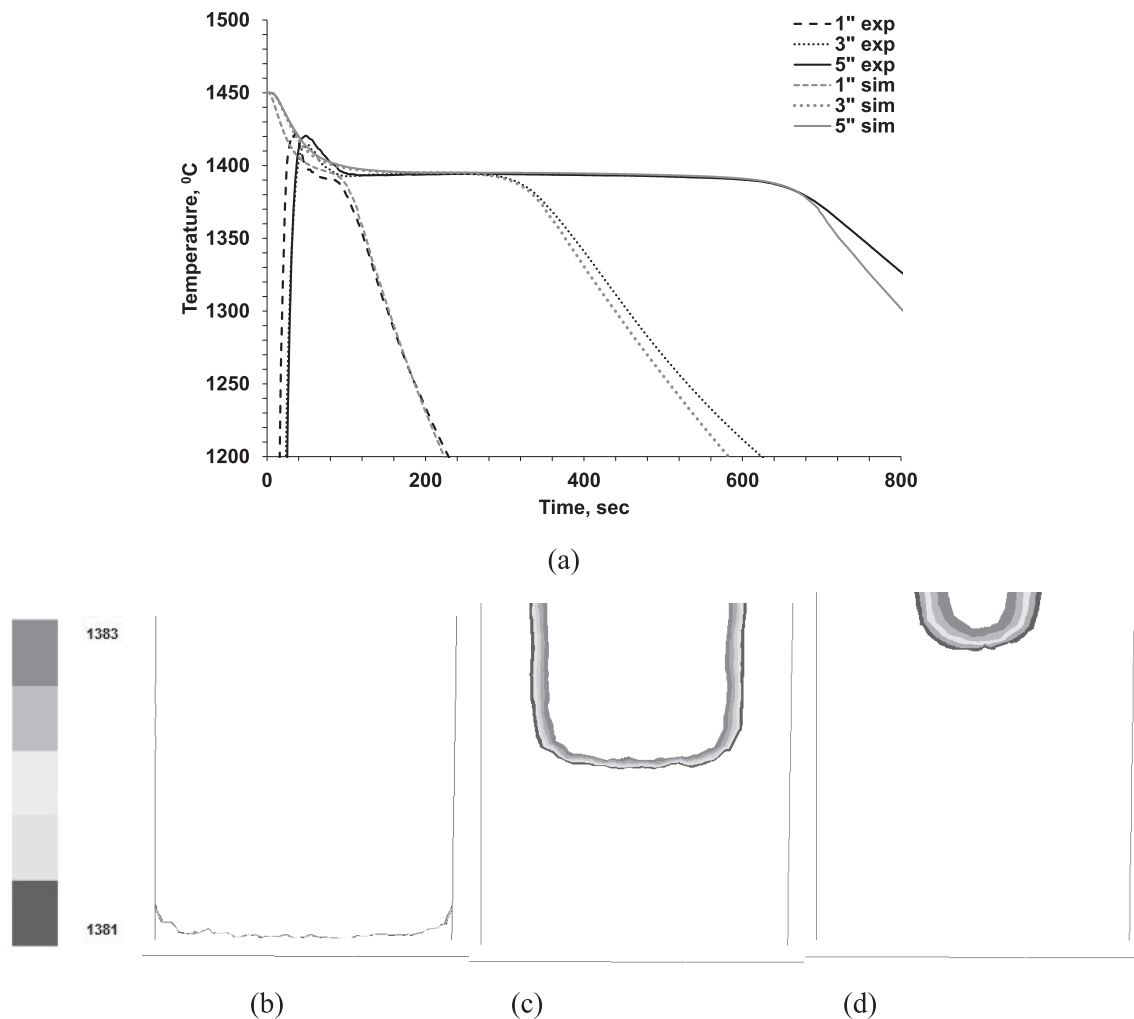 1500
1450
1400
1350
1300
1250
1200
Temperature, ⁰C
0 200 400 600 800
Time, sec
1" exp
3" exp
5" exp
1" sim
3" sim
5" sim
(a)
1383
1381
(b) (c) (d)